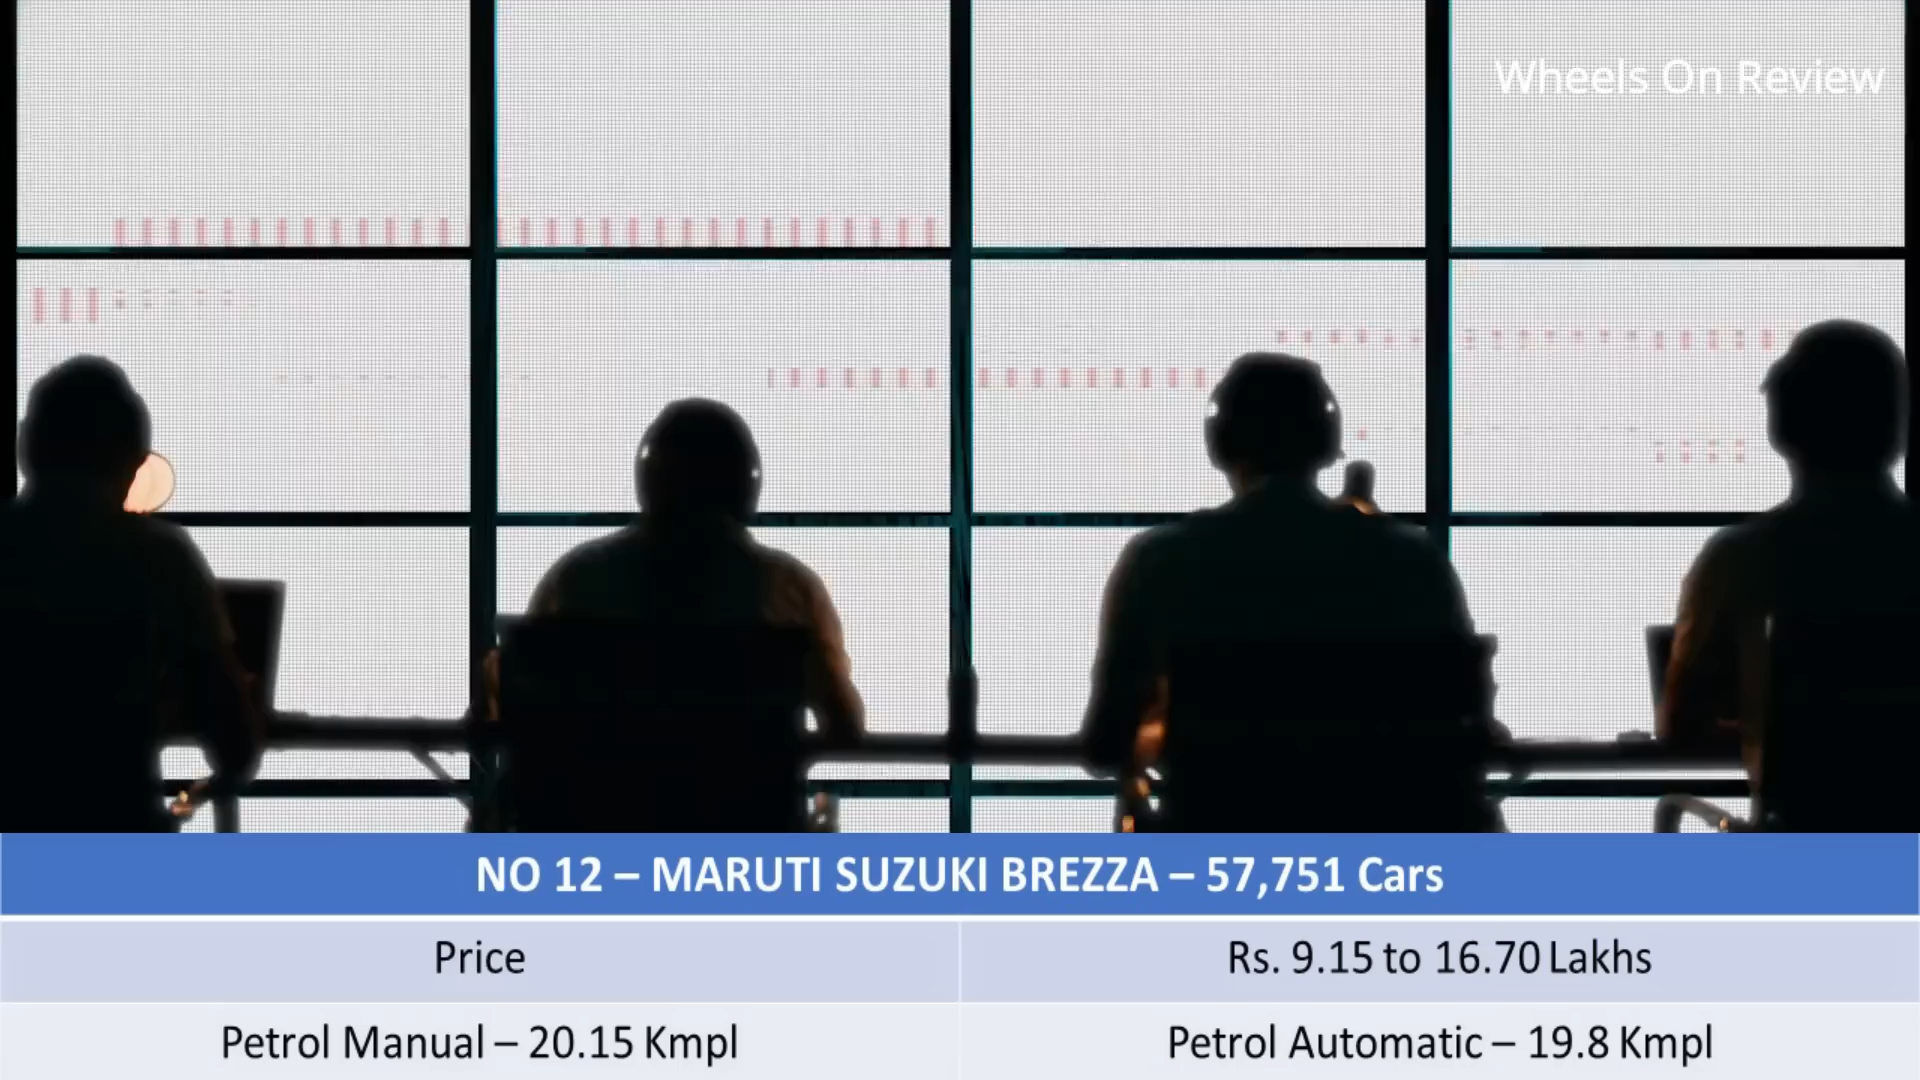 Wheels On Review
NO 12 – MARUTI SUZUKI BREZZA – 57,751 Cars
Price
Rs. 9.15 to 16.70 Lakhs
Petrol Manual – 20.15 Kmpl
Petrol Automatic – 19.8 Kmpl